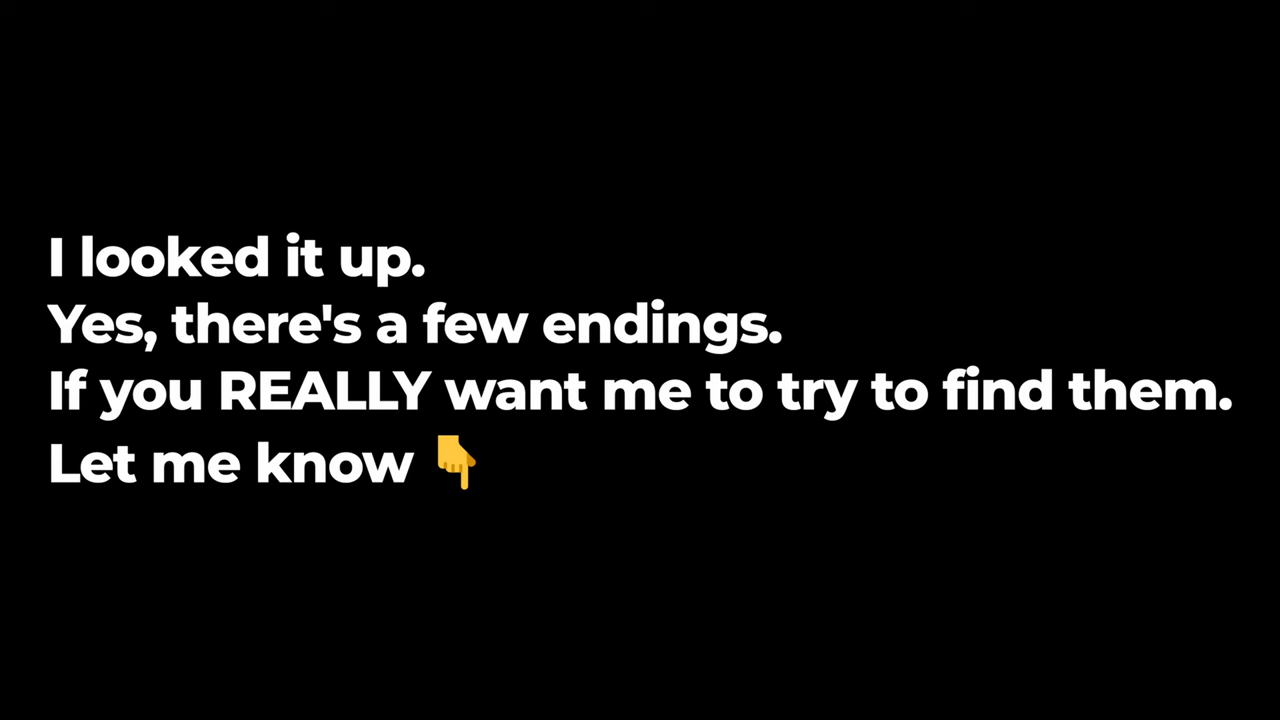 I looked it up.
Yes, there's a few endings.
If you REALLY want me to try to find them.
Let me know 👇